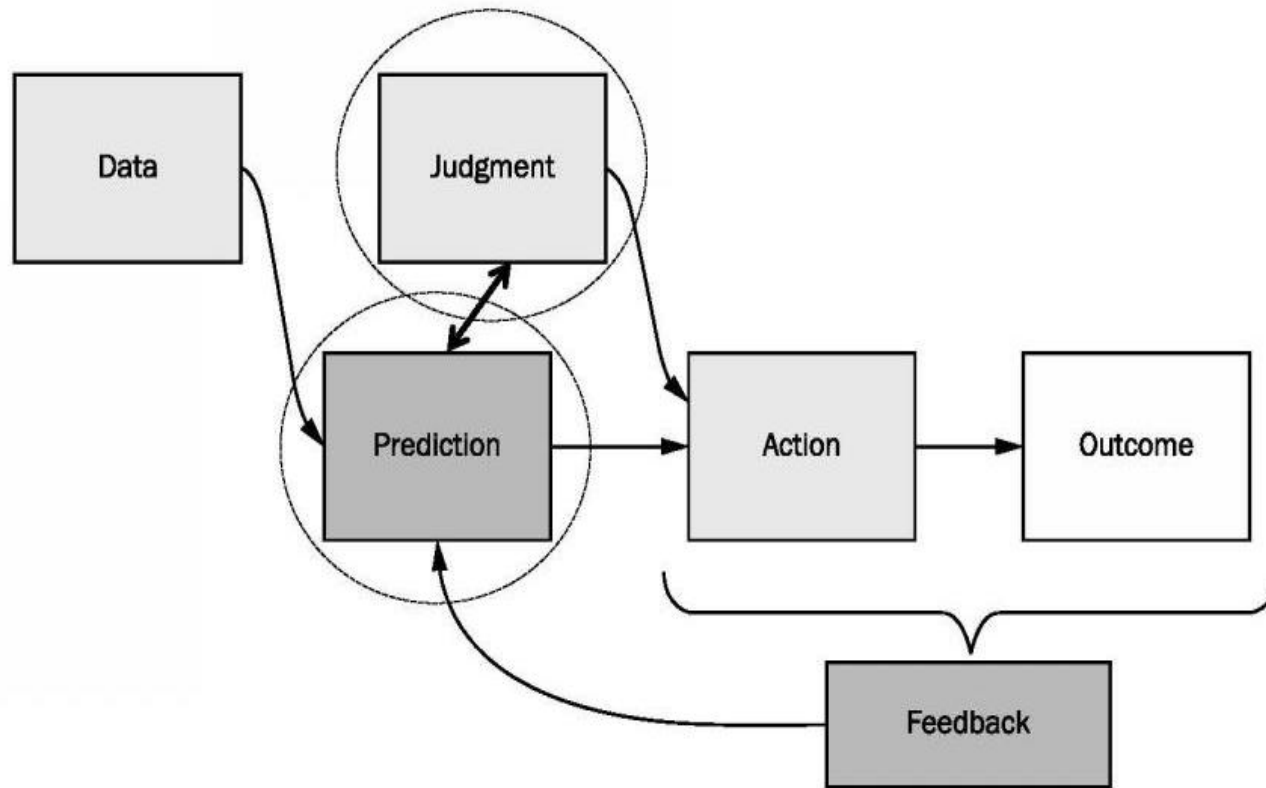 Data
Judgment
Prediction
Action
Outcome
Feedback